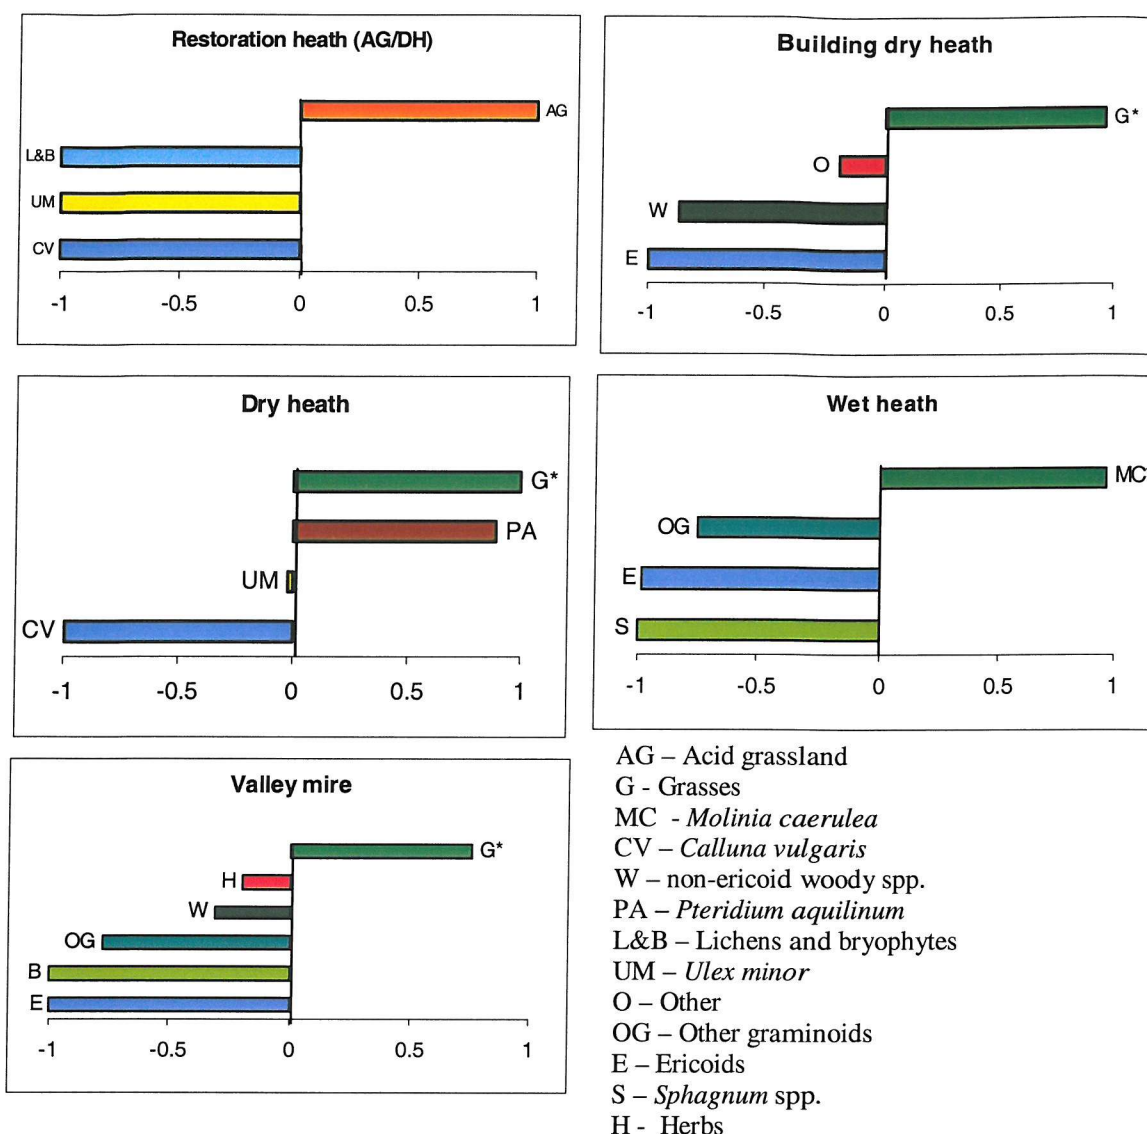 Restoration heath (AG/DH)
AG
L&B
UM
CV
-1 -0.5 0 0.5 1
Building dry heath
G*
O
W
E
-1 -0.5 0 0.5 1
Dry heath
G*
PA
UM
CV
-1 -0.5 0 0.5 1
Wet heath
MC
OG
E
S
-1 -0.5 0 0.5 1
Valley mire
G*
H
W
OG
B
E
-1 -0.5 0 0.5 1
AG – Acid grassland
G - Grasses
MC - Molinia caerulea
CV – Calluna vulgaris
W – non-ericoid woody spp.
PA – Pteridium aquilinum
L&B – Lichens and bryophytes
UM – Ulex minor
O – Other
OG – Other graminoids
E – Ericoids
S – Sphagnum spp.
H - Herbs